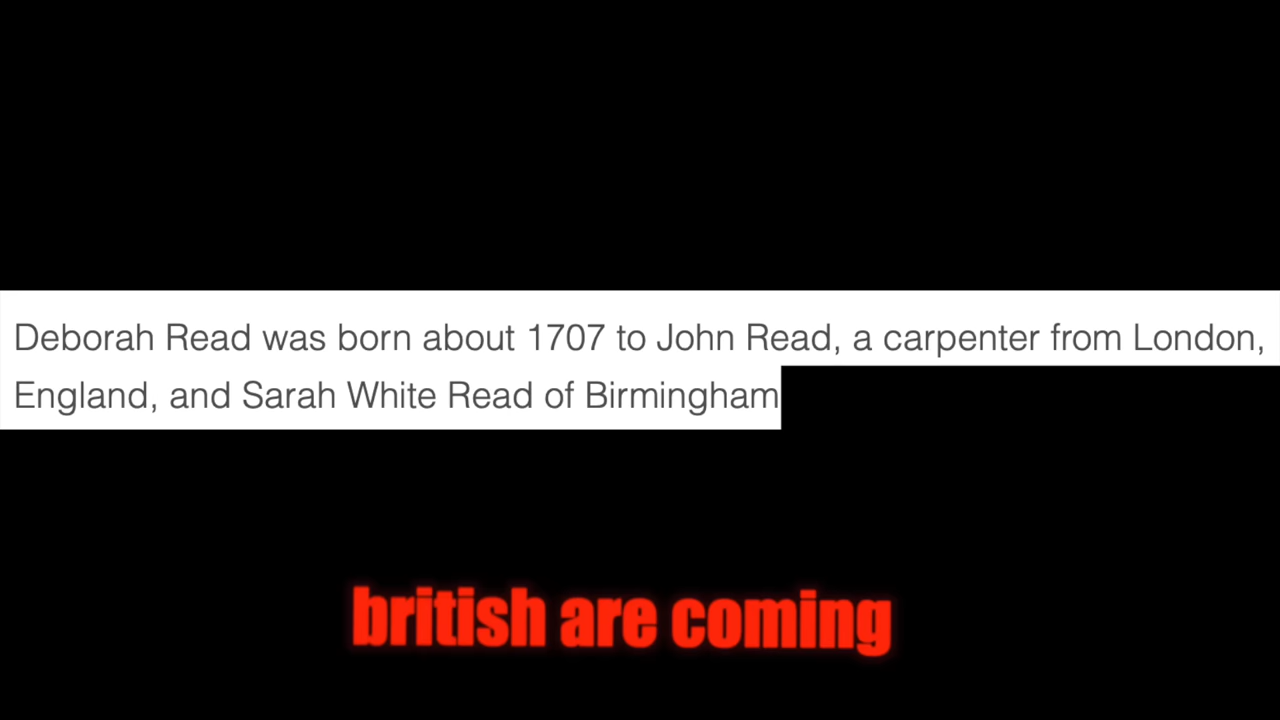 Deborah Read was born about 1707 to John Read, a carpenter from London,
England, and Sarah White Read of Birmingham
british are coming